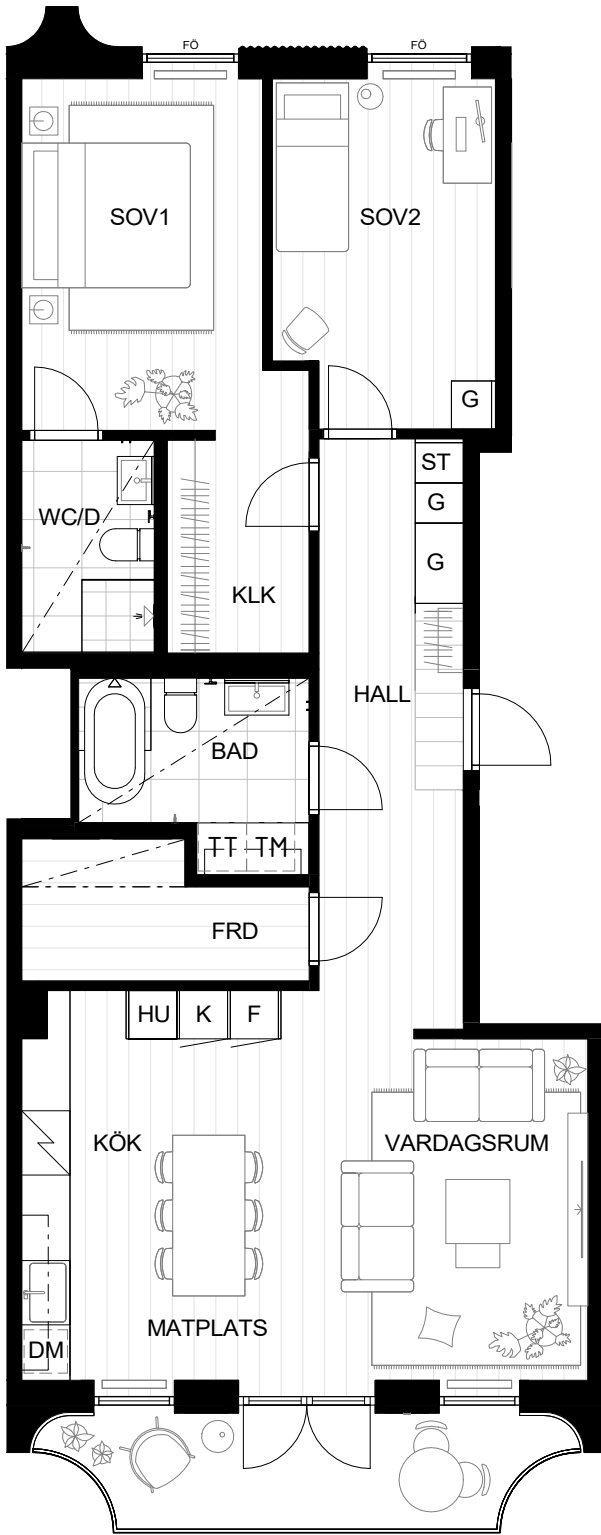 FÖ
FÖ
SOV1
SOV2
G
ST
G
WC/D
G
KLK
HALL
BAD
TT
TM
FRD
HU
K
F
KÖK
VARDAGSRUM
MATPLATS
DM